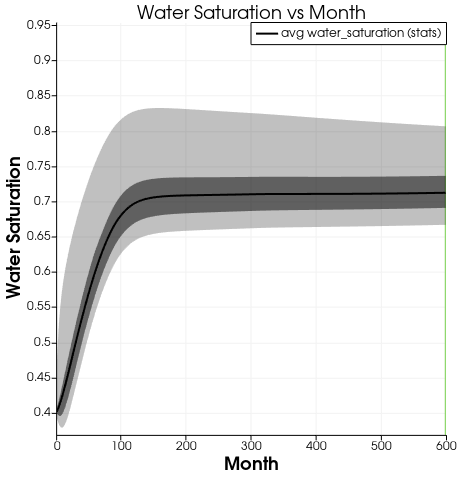 Water Saturation vs Month
avg water_saturation (stats)
0.95
0.9
0.85
0.8
0.75
0.7
0.65
0.6
0.55
0.5
0.45
0.4
Water Saturation
0 100 200 300 400 500 600
Month